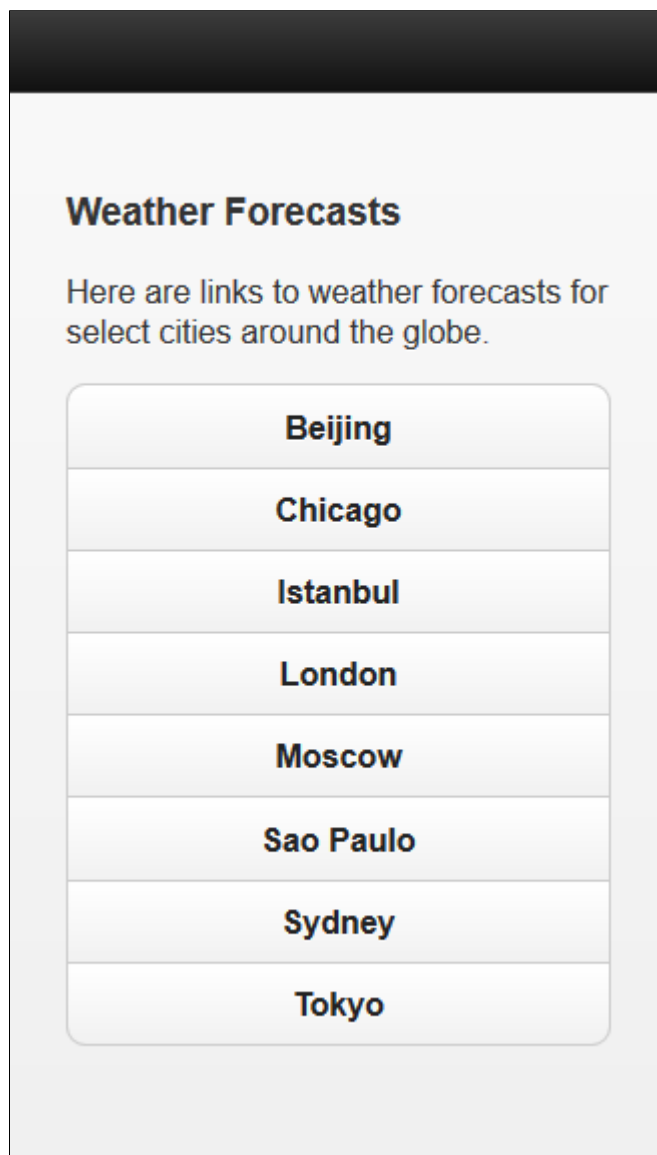 Weather Forecasts
Here are links to weather forecasts for
select cities around the globe.
Beijing
Chicago
Istanbul
London
Moscow
Sao Paulo
Sydney
Tokyo